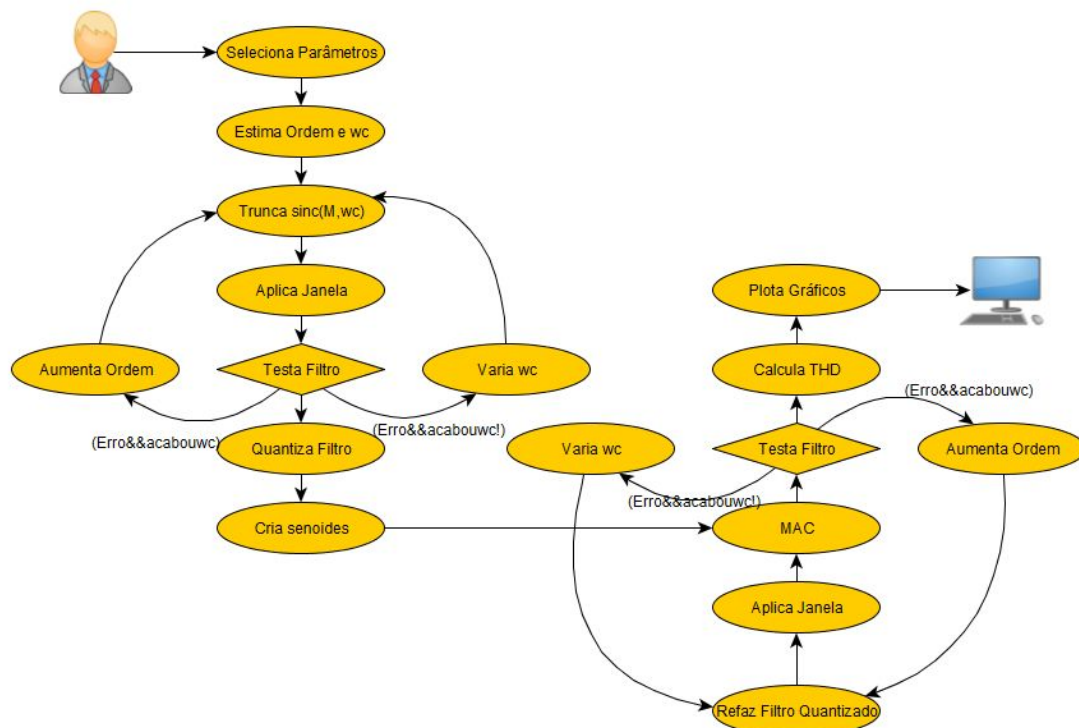 Seleciona Parâmetros
Estima Ordem e wc
Trunca sinc(M,wc)
Aplica Janela
Aumenta Ordem
Testa Filtro
Varia wc
(Erro&&acabouwc)
(Erro&&acabouwc!)
Quantiza Filtro
Cria senoides
Plota Gráficos
Calcula THD
(Erro&&acabouwc)
Varia wc
Testa Filtro
Aumenta Ordem
(Erro&&acabouwc!)
MAC
Aplica Janela
Refaz Filtro Quantizado